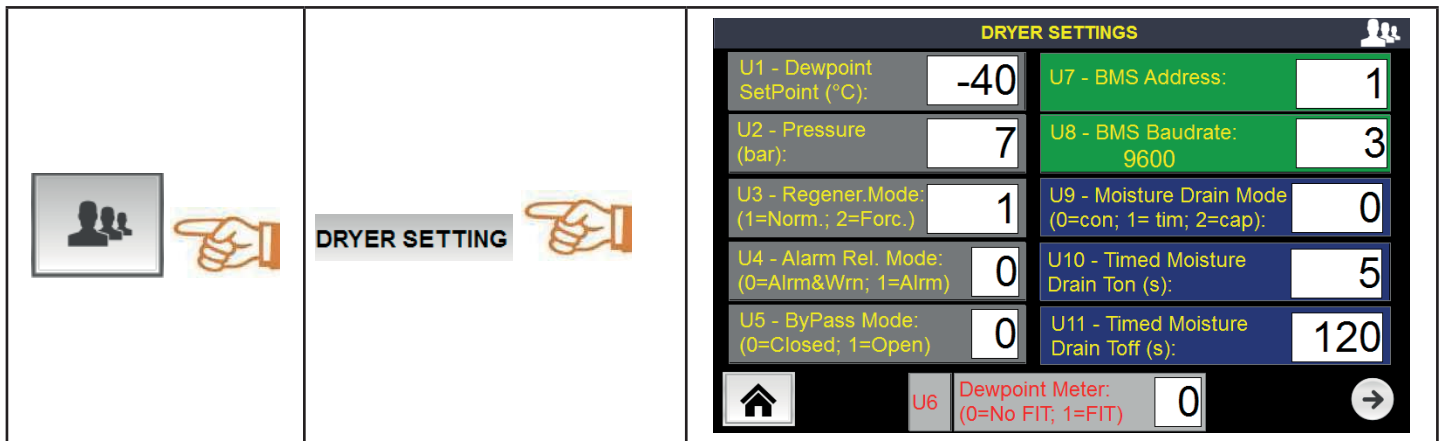 DRYER SETTING
DRYER SETTINGS
U1 - Dewpoint
SetPoint (°C):
-40
U7 - BMS Address:
1
U2 - Pressure
(bar):
7
U8 - BMS Baudrate:
9600
3
U3 - Regener.Mode:
(1=Norm.; 2=Forc.)
1
U9 - Moisture Drain Mode
(0=con; 1= tim; 2=cap):
0
U4 - Alarm Rel. Mode:
(0=Alrm&Wrn; 1=Alrm)
0
U10 - Timed Moisture
Drain Ton (s):
5
U5 - ByPass Mode:
(0=Closed; 1=Open)
0
U11 - Timed Moisture
Drain Toff (s):
120
U6
Dewpoint Meter:
(0=No FIT; 1=FIT)
0